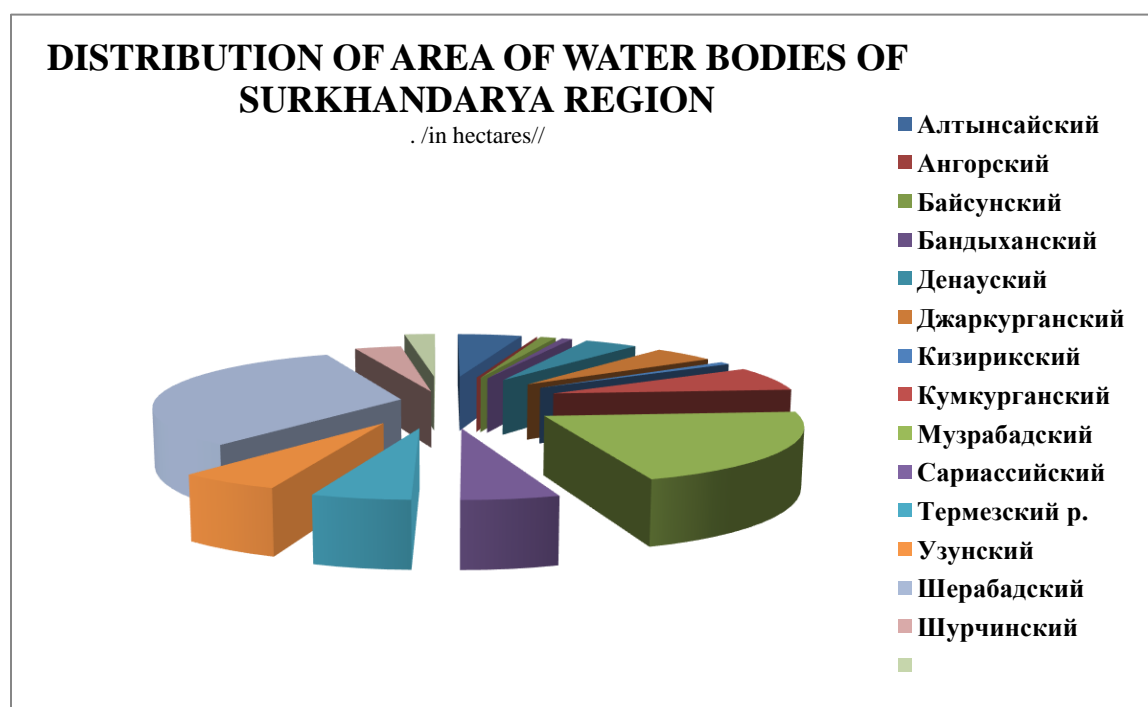 DISTRIBUTION OF AREA OF WATER BODIES OF
SURKHANDARYA REGION
. /in hectares//
Алтынсайский
Ангорский
Байсунский
Бандыханский
Денауский
Джаркурганский
Кизирикский
Кумкурганский
Музрабадский
Сариассийский
Термезский р.
Узунский
Шерабадский
Шурчинский